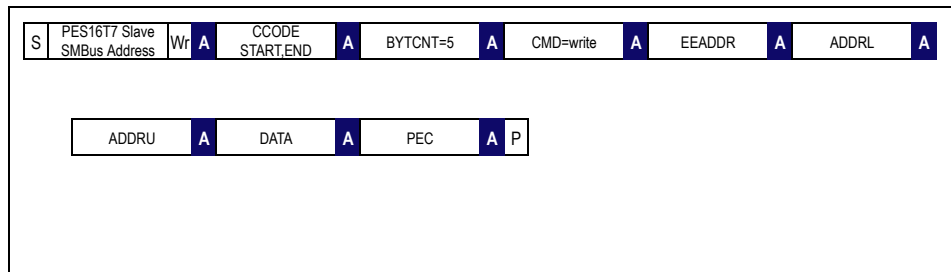 S PES16T7 Slave SMBus Address Wr A CCODE START,END A BYTCNT=5 A CMD=write A EEADDR A ADDRL A
ADDRU A DATA A PEC A P